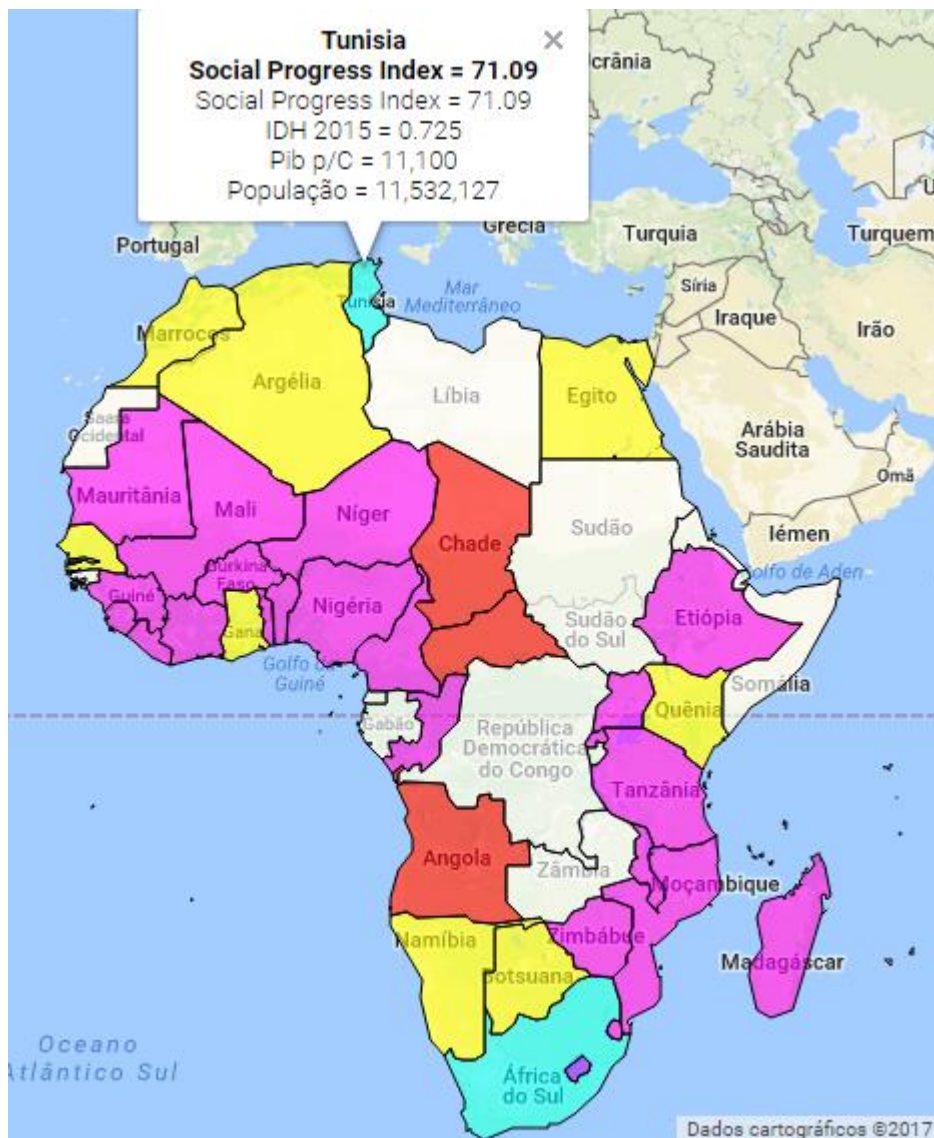 Tunisia
Social Progress Index = 71.09
Social Progress Index = 71.09
IDH 2015 = 0.725
Pib p/C = 11,100
População = 11,532,127
×
Jcrânia
Portugal
Grécia
Turquia
Turquem
Mar
Mediterrâneo
Síria
Iraque
Irão
Tunísia
Marrocos
Argélia
Líbia
Egito
Arábia
Saudita
Omã
Saara
Ocidental
Mauritânia
Mali
Níger
Chade
Sudão
Iémen
Golfo de Aden
Guiné
Burkina
Faso
Nigéria
Gana
Golfo da
Guiné
Sudão
do Sul
Etiópia
Somália
Gabão
República
Democrática
do Congo
Quênia
Tanzânia
Angola
Zâmbia
Moçambique
Namíbia
Zimbábue
Botsuana
Madagáscar
Oceano
Atlântico Sul
África
do Sul
Dados cartográficos ©2017